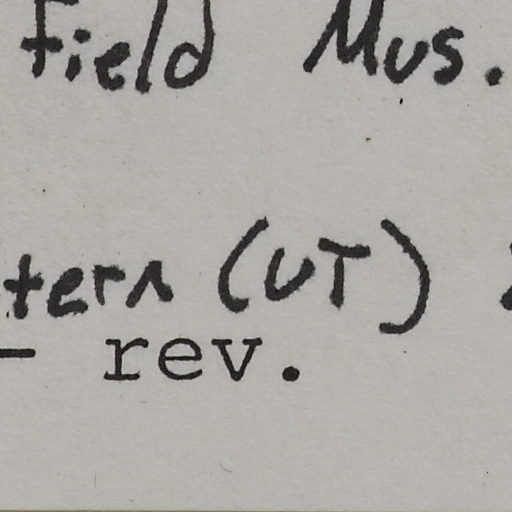 Field Mus.
tern (UT)
- rev.